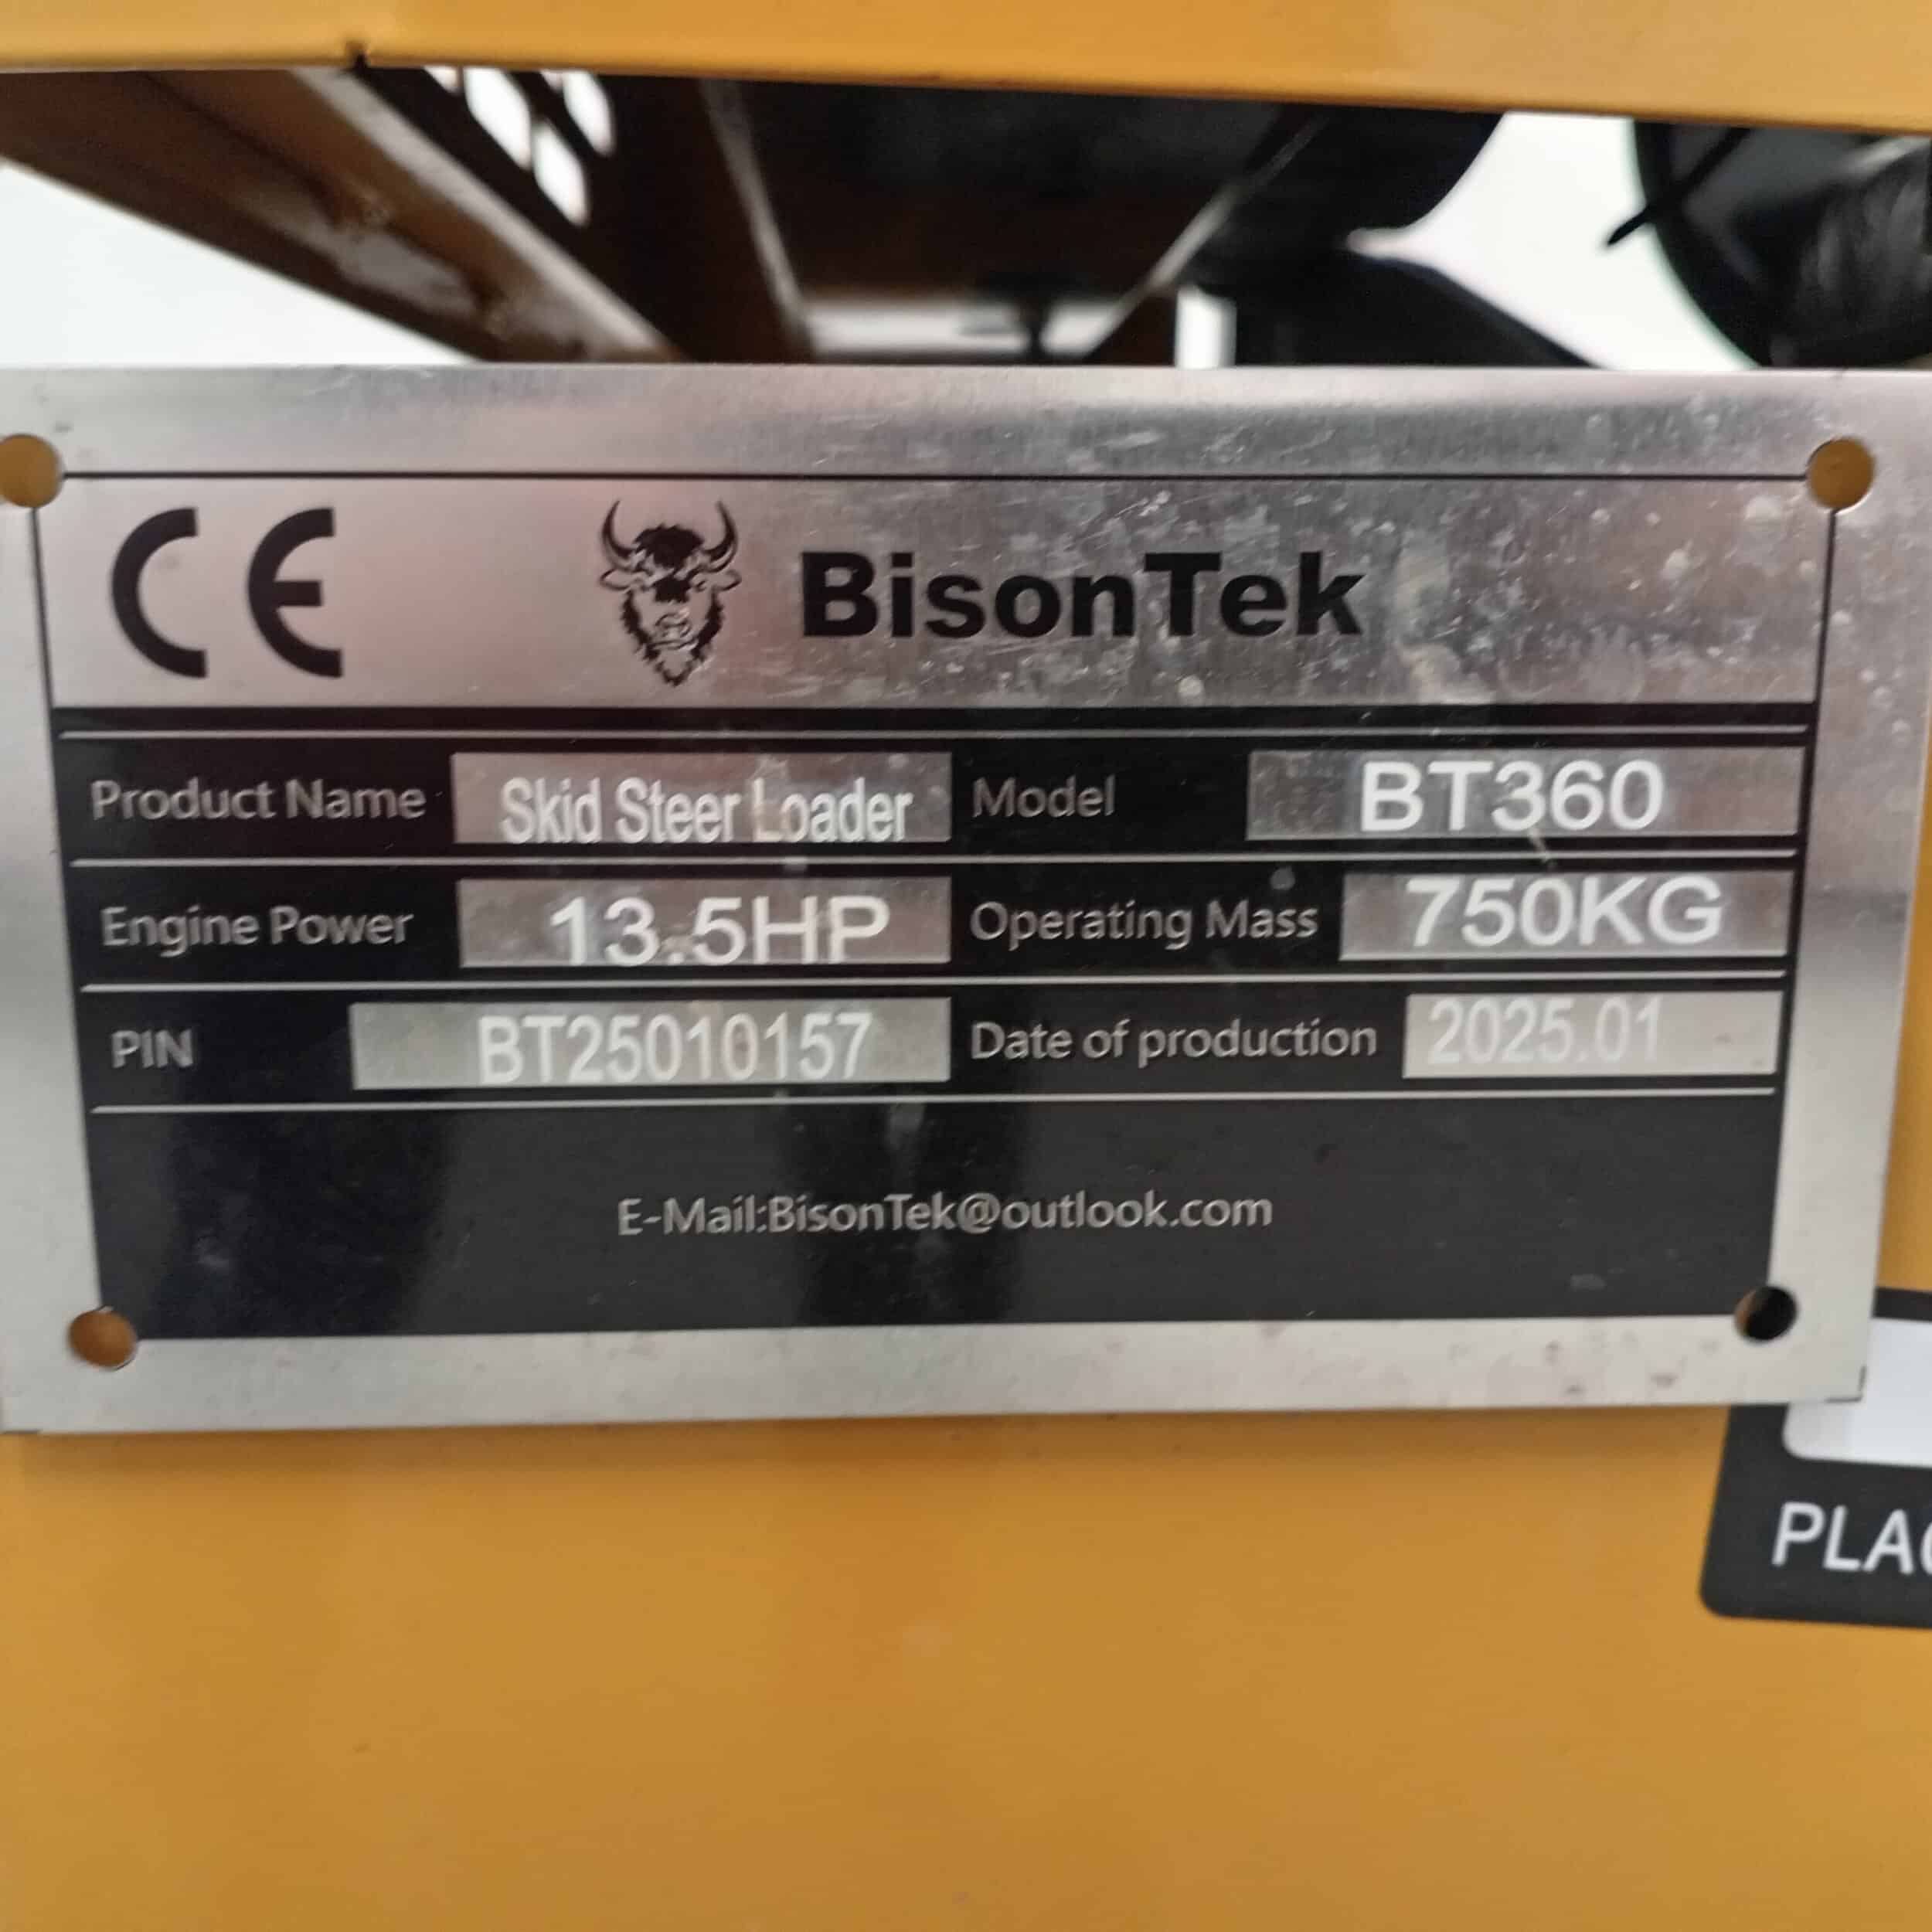 CE BisonTek
Product Name Skid Steer Loader Model BT360
Engine Power 13.5HP Operating Mass 750KG
PIN BT25010157 Date of production 2025.01
E-Mail:BisonTek@outlook.com